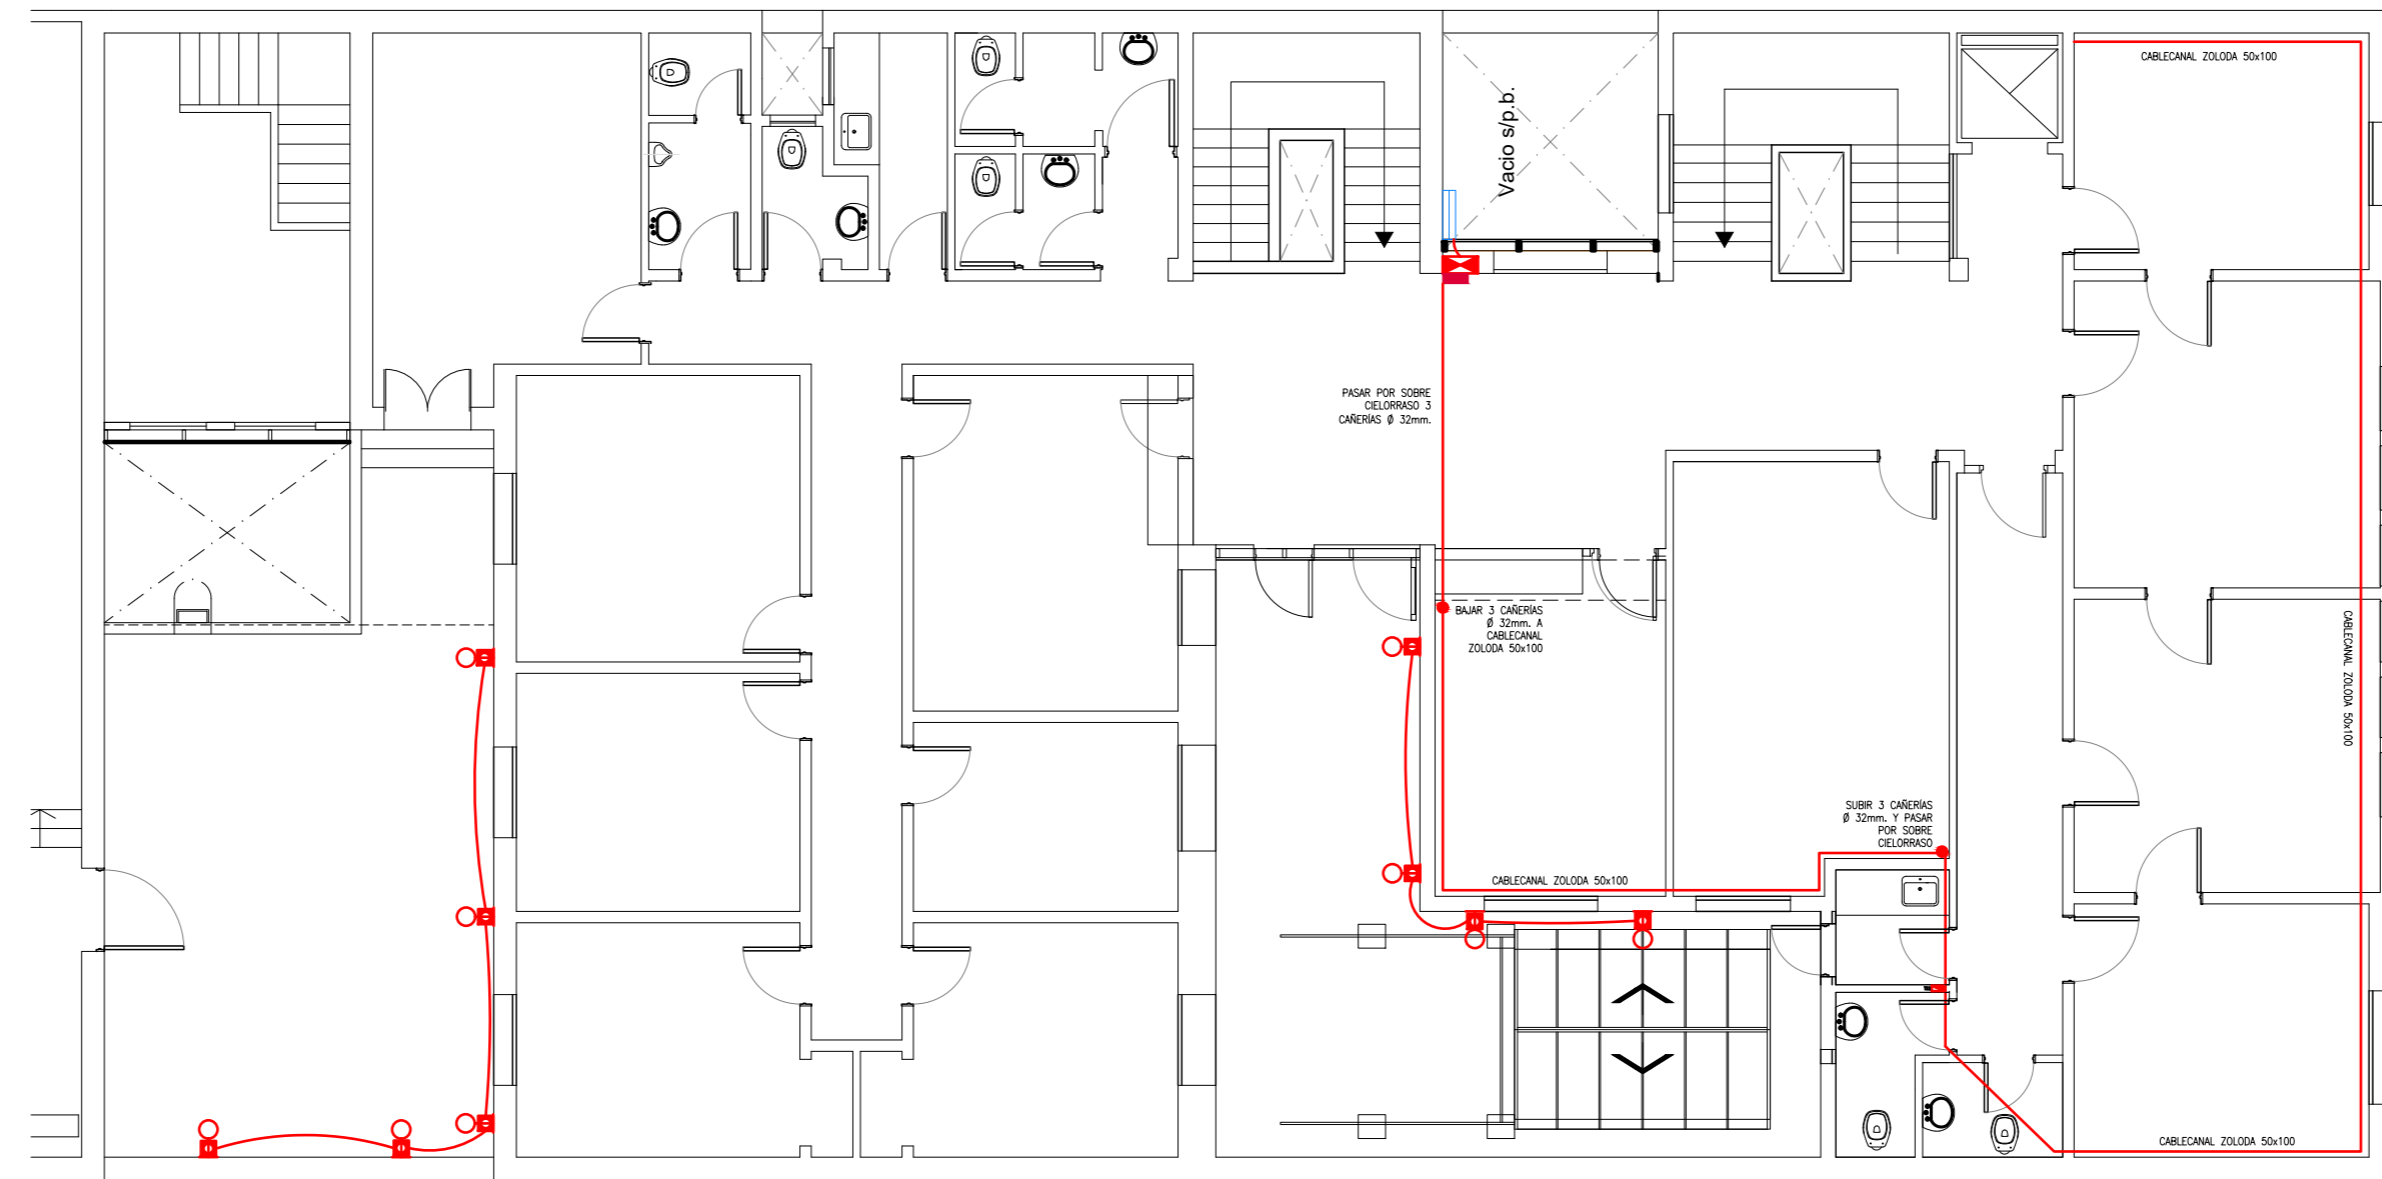 CABLECANAL ZOLODA 50x100
Vacio s/p.b.
PASAR POR SOBRE
CIELORRASO 3
CAÑERÍAS Ø 32mm.
BAJAR 3 CAÑERÍAS
Ø 32mm. A
CABLECANAL
ZOLODA 50x100
CABLECANAL ZOLODA 50x100
SUBIR 3 CAÑERÍAS
Ø 32mm. Y PASAR
POR SOBRE
CIELORRASO
CABLECANAL ZOLODA 50x100
CABLECANAL ZOLODA 50x100